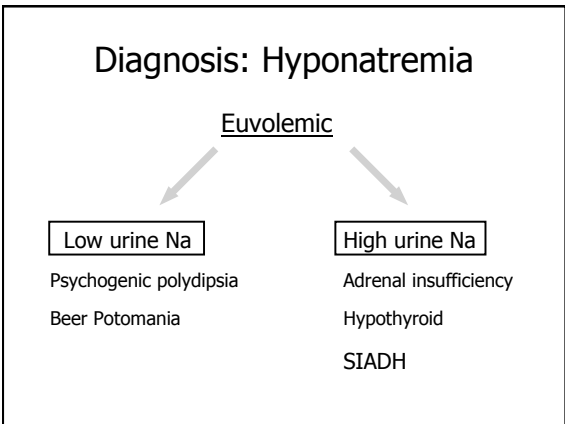 Diagnosis: Hyponatremia
Euvolemic
Low urine Na
Psychogenic polydipsia
Beer Potomania
High urine Na
Adrenal insufficiency
Hypothyroid
SIADH